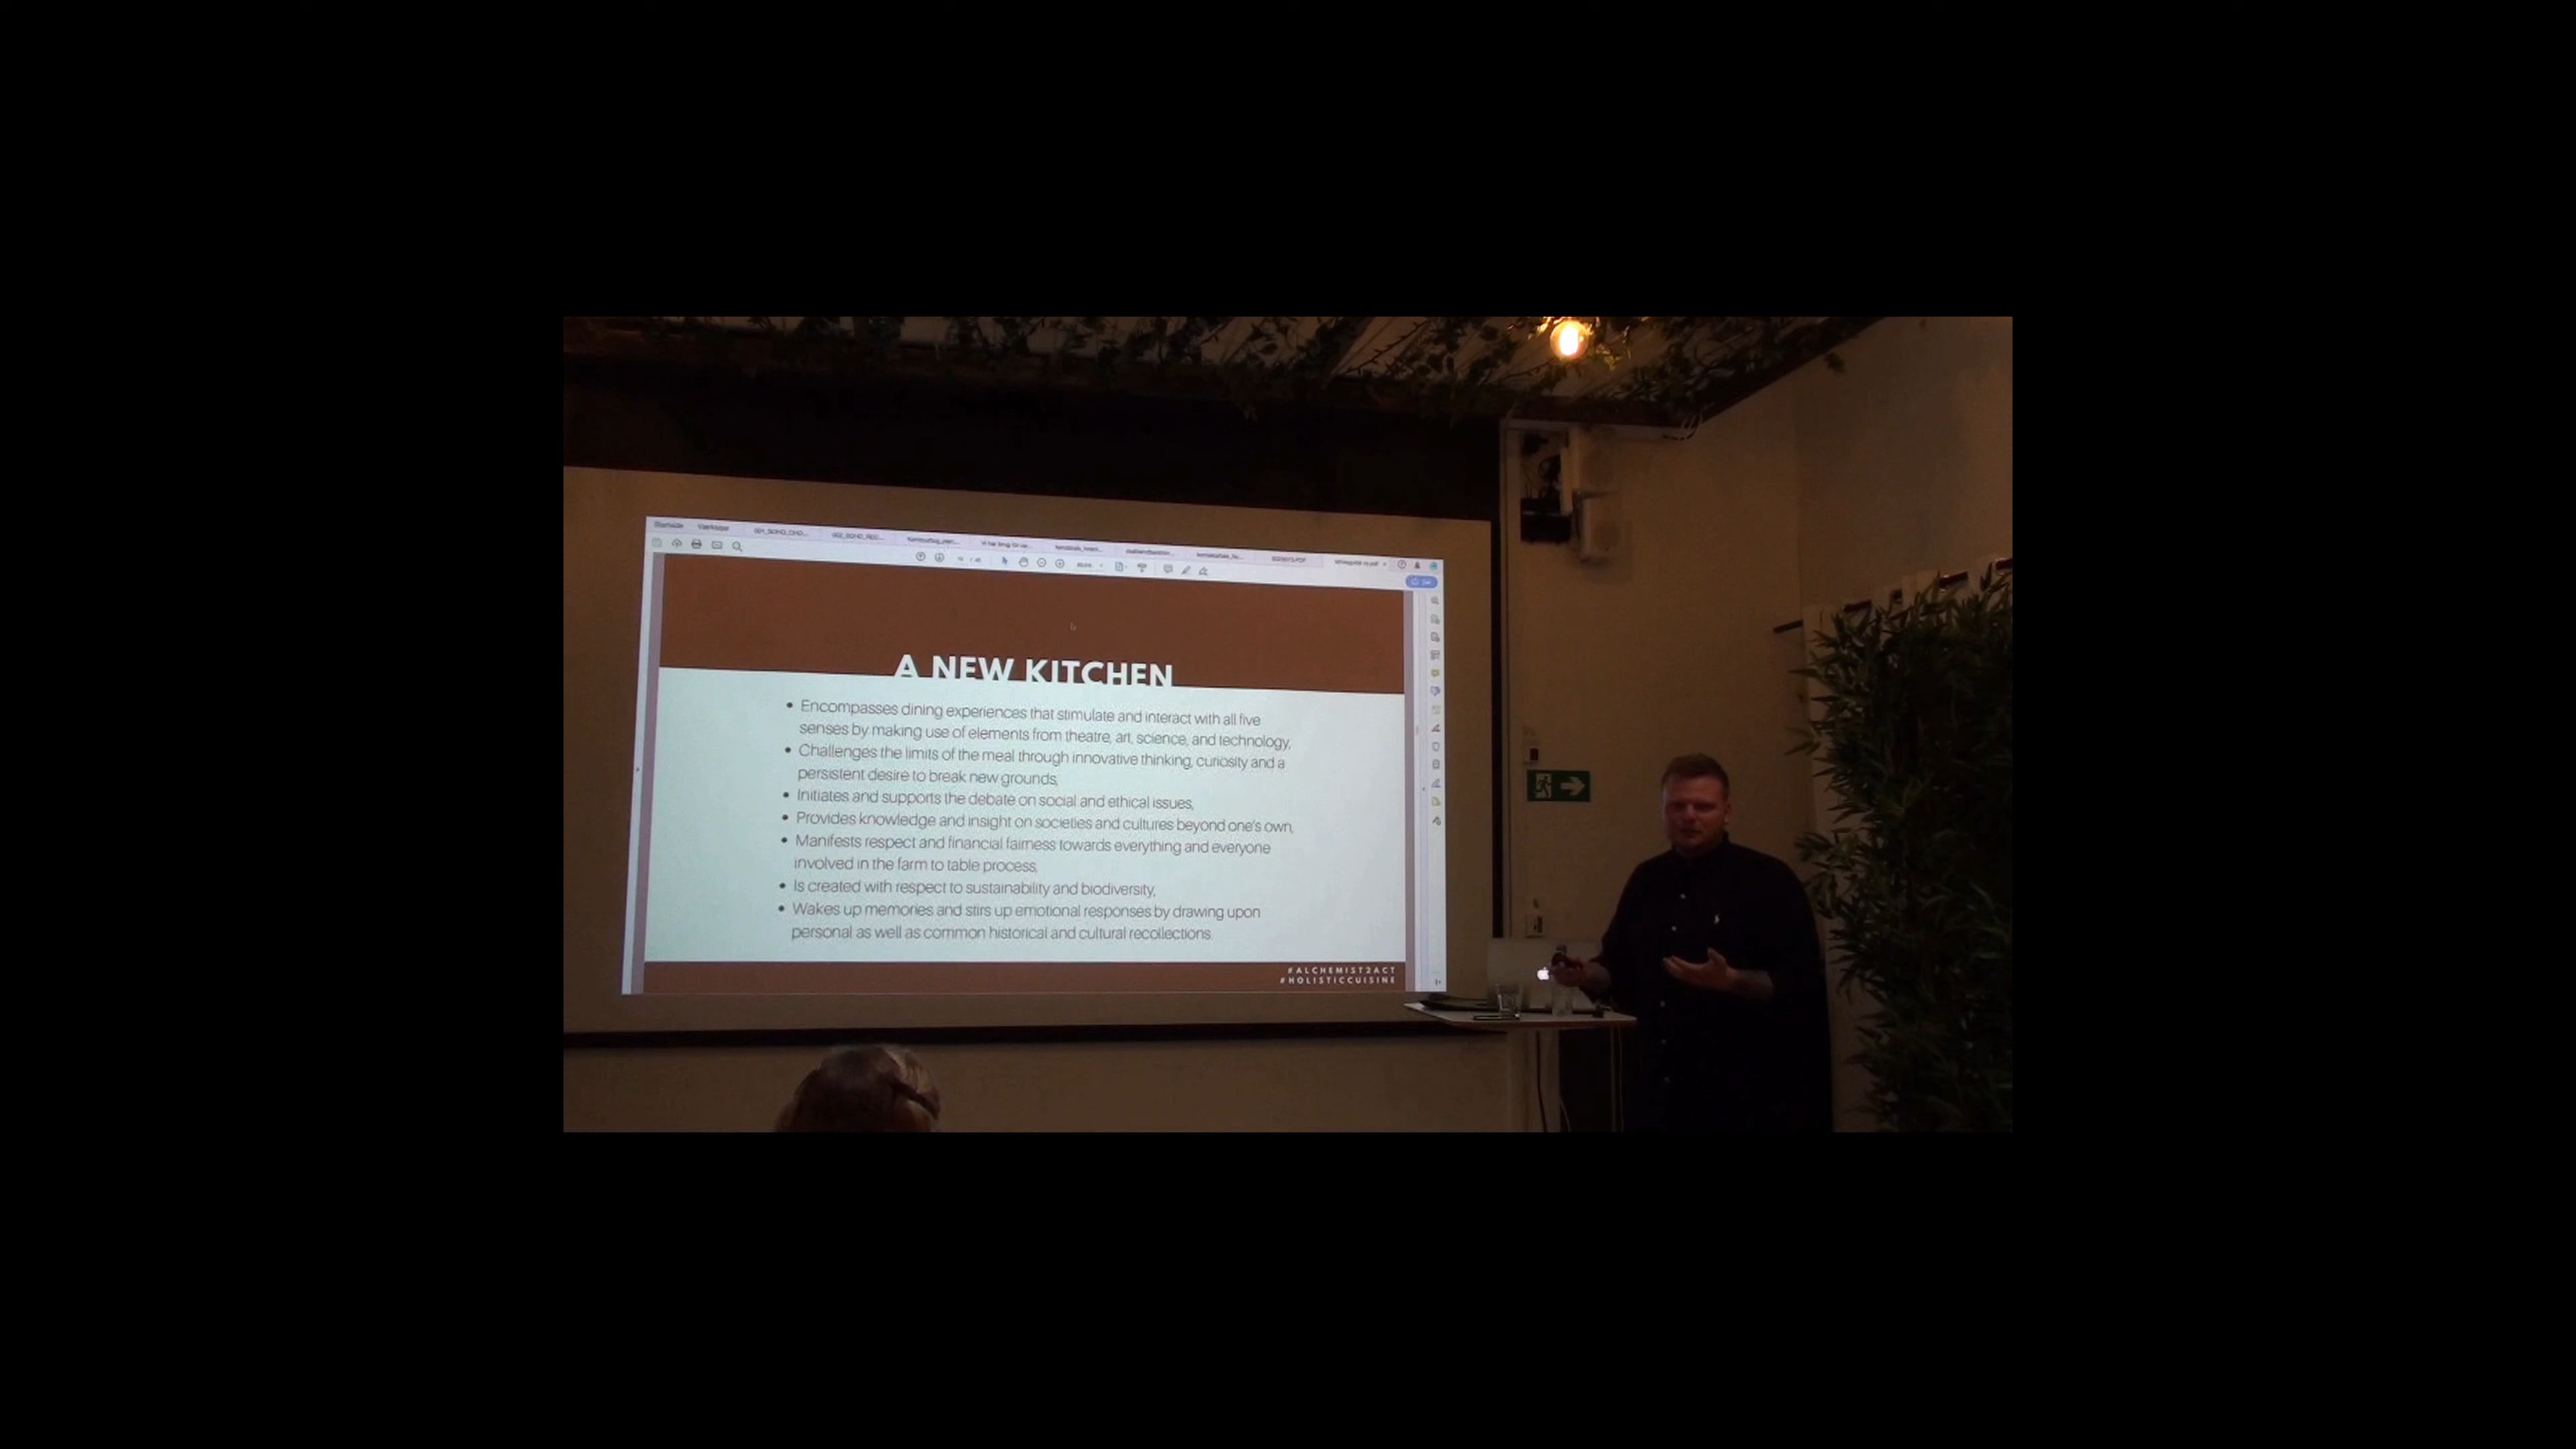 Startside Værktøjer
A NEW KITCHEN
• Encompasses dining experiences that stimulate and interact with all five
senses by making use of elements from theatre, art, science, and technology,
• Challenges the limits of the meal through innovative thinking, curiosity and a
persistent desire to break new grounds,
• Initiates and supports the debate on social and ethical issues,
• Provides knowledge and insight on societies and cultures beyond one's own,
• Manifests respect and financial fairness towards everything and everyone
involved in the farm to table process,
• Is created with respect to sustainability and biodiversity,
• Wakes up memories and stirs up emotional responses by drawing upon
personal as well as common historical and cultural recollections.
#ALCHEMIST2ACT
#HOLISTICCUISINE